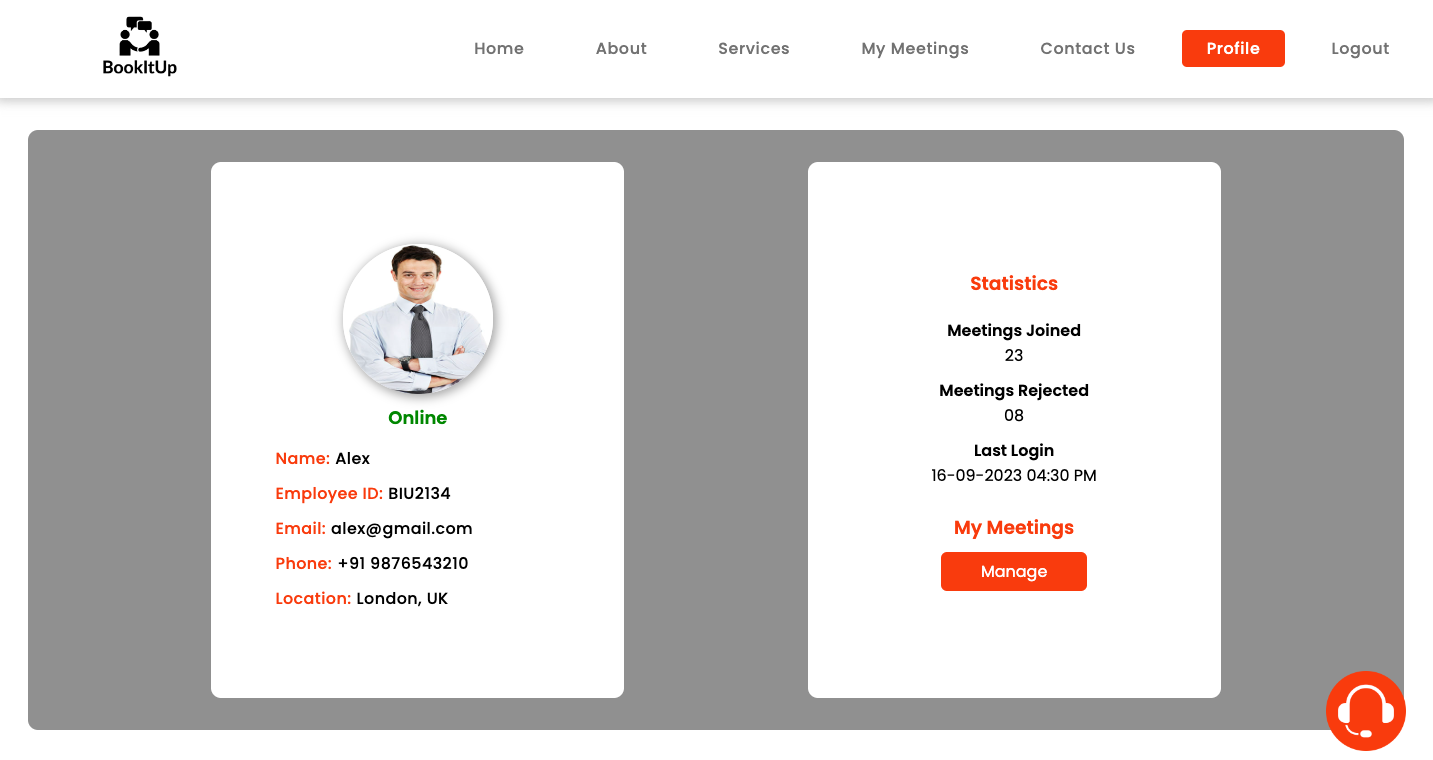 BookItUp
Home About Services My Meetings Contact Us Profile Logout
Online
Name: Alex
Employee ID: BIU2134
Email: alex@gmail.com
Phone: +91 9876543210
Location: London, UK
Statistics
Meetings Joined
23
Meetings Rejected
08
Last Login
16-09-2023 04:30 PM
My Meetings
Manage